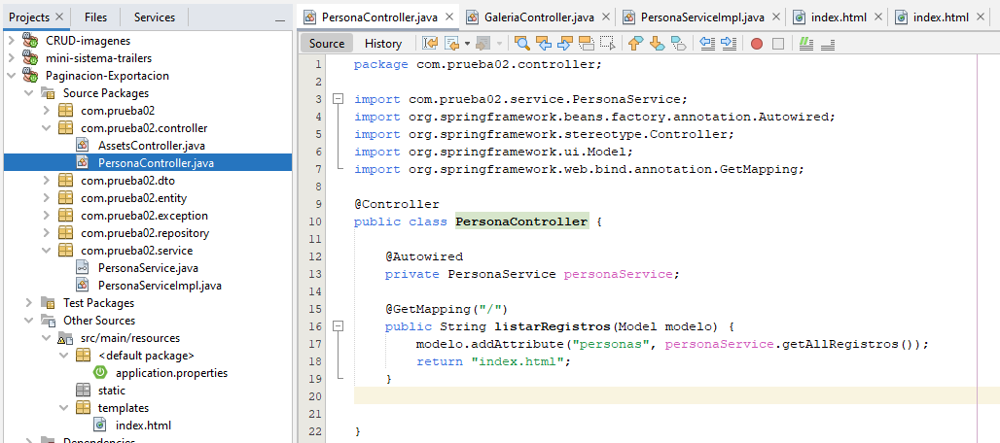 Projects Files Services
CRUD-imagenes
mini-sistema-trailers
Paginacion-Exportacion
Source Packages
com.prueba02
com.prueba02.controller
AssetsController.java
PersonaController.java
com.prueba02.dto
com.prueba02.entity
com.prueba02.exception
com.prueba02.repository
com.prueba02.service
PersonaService.java
PersonaServiceImpl.java
Test Packages
Other Sources
src/main/resources
<default package>
application.properties
static
templates
index.html
Dependencies
PersonaController.java GaleriaController.java PersonaServiceImpl.java index.html index.html
Source History
1 package com.prueba02.controller;
2
3 import com.prueba02.service.PersonaService;
4 import org.springframework.beans.factory.annotation.Autowired;
5 import org.springframework.stereotype.Controller;
6 import org.springframework.ui.Model;
7 import org.springframework.web.bind.annotation.GetMapping;
8
9 @Controller
10 public class PersonaController {
11
12 @Autowired
13 private PersonaService personaService;
14
15 @GetMapping("/")
16 public String listarRegistros(Model modelo) {
17 modelo.addAttribute("personas", personaService.getAllRegistros());
18 return "index.html";
19 }
20
21
22 }